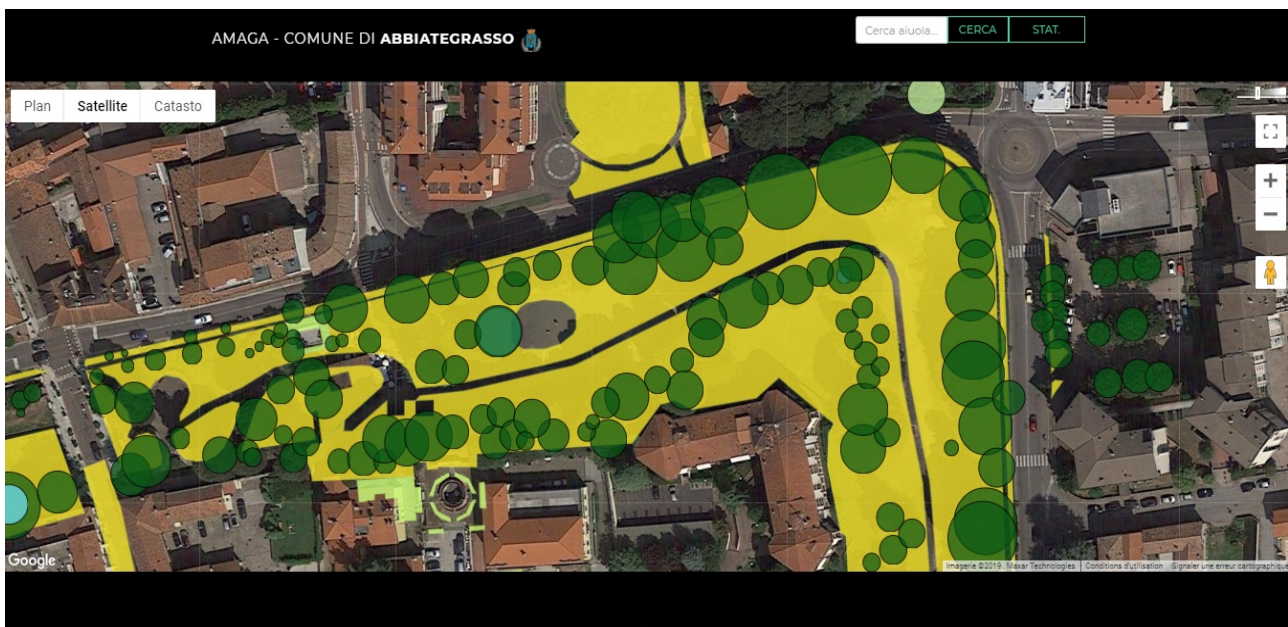 AMAGA - COMUNE DI ABBIATEGRASSO
Cerca aiuola...
CERCA
STAT.
Plan
Satellite
Catasto
+
−
Google
Imagerie ©2019 , Maxar Technologies
Conditions d'utilisation
Signaler une erreur cartographique